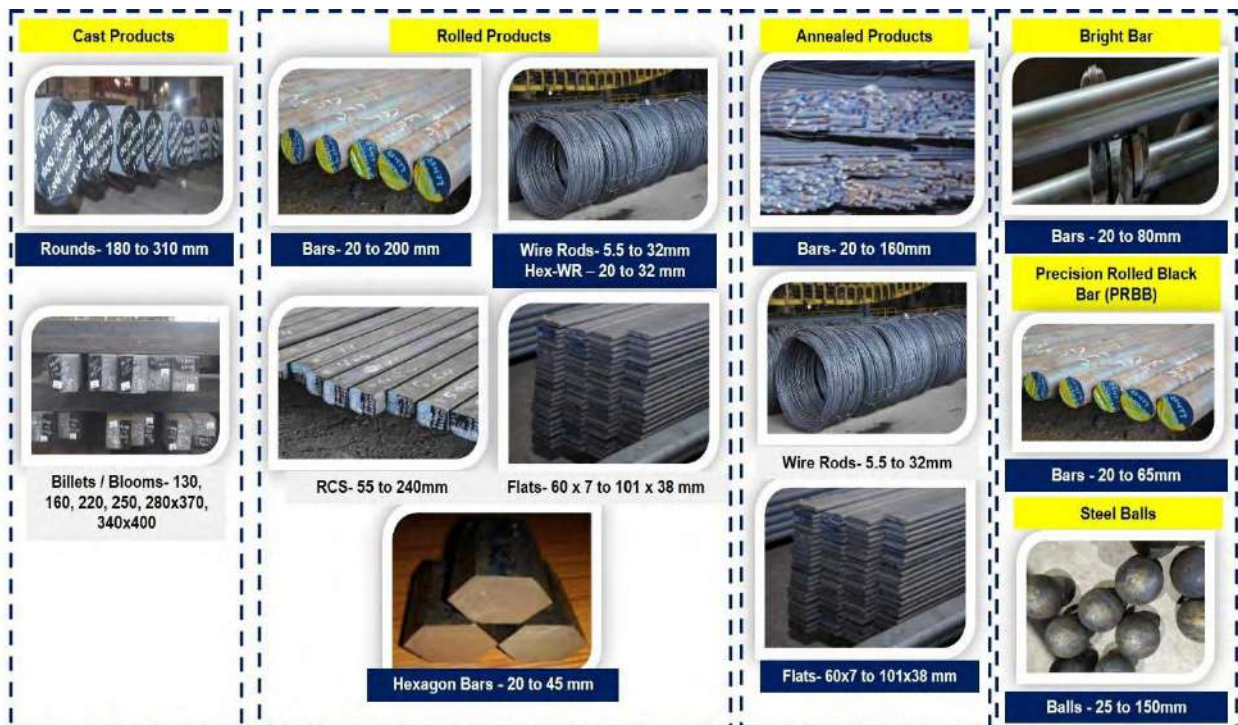 Cast Products
Rounds- 180 to 310 mm
Billets / Blooms- 130,
160, 220, 250, 280x370,
340x400
Rolled Products
Bars- 20 to 200 mm
Wire Rods- 5.5 to 32mm
Hex-WR – 20 to 32 mm
RCS- 55 to 240mm
Flats- 60 x 7 to 101 x 38 mm
Hexagon Bars - 20 to 45 mm
Annealed Products
Bars- 20 to 160mm
Wire Rods- 5.5 to 32mm
Flats- 60x7 to 101x38 mm
Bright Bar
Bars - 20 to 80mm
Precision Rolled Black
Bar (PRBB)
Bars - 20 to 65mm
Steel Balls
Balls - 25 to 150mm